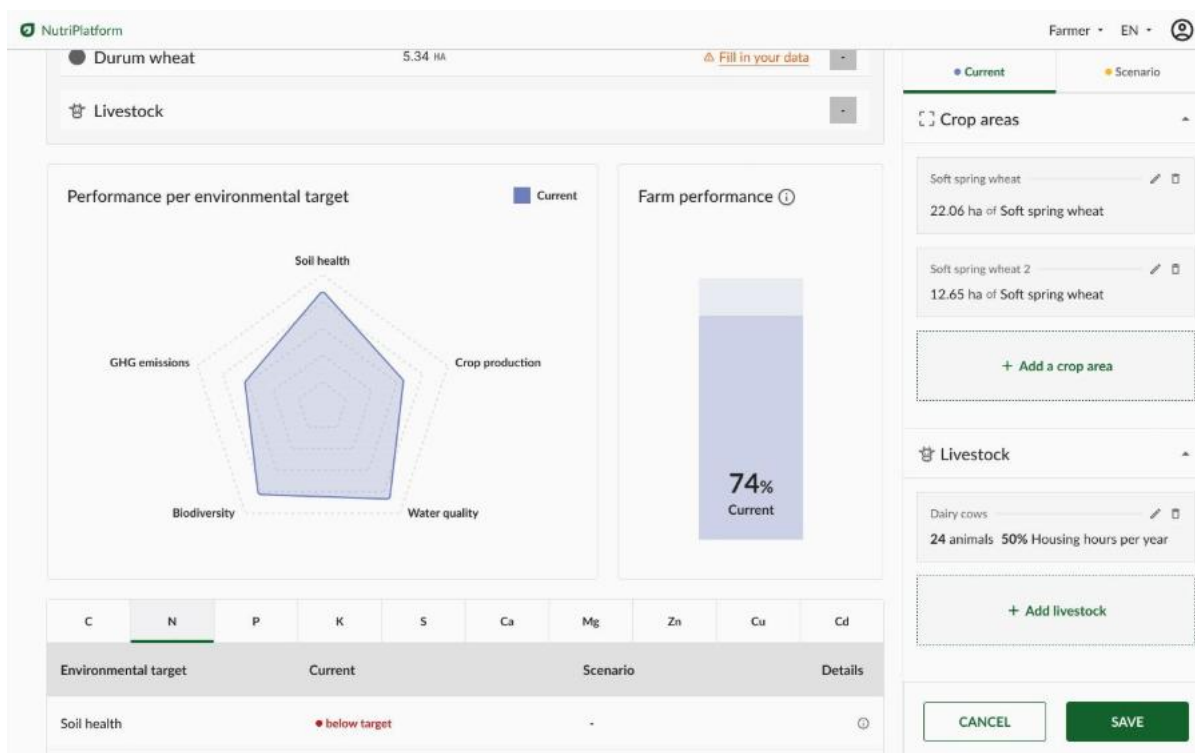 NutriPlatform
Farmer EN
Durum wheat 5.34 HA Fill in your data -
Livestock -
Performance per environmental target Current
Soil health
GHG emissions Crop production
Biodiversity Water quality
Farm performance
74%
Current
C N P K S Ca Mg Zn Cu Cd
Environmental target Current Scenario Details
Soil health below target -
Current Scenario
Crop areas
Soft spring wheat
22.06 ha of Soft spring wheat
Soft spring wheat 2
12.65 ha of Soft spring wheat
+ Add a crop area
Livestock
Dairy cows
24 animals 50% Housing hours per year
+ Add livestock
CANCEL SAVE